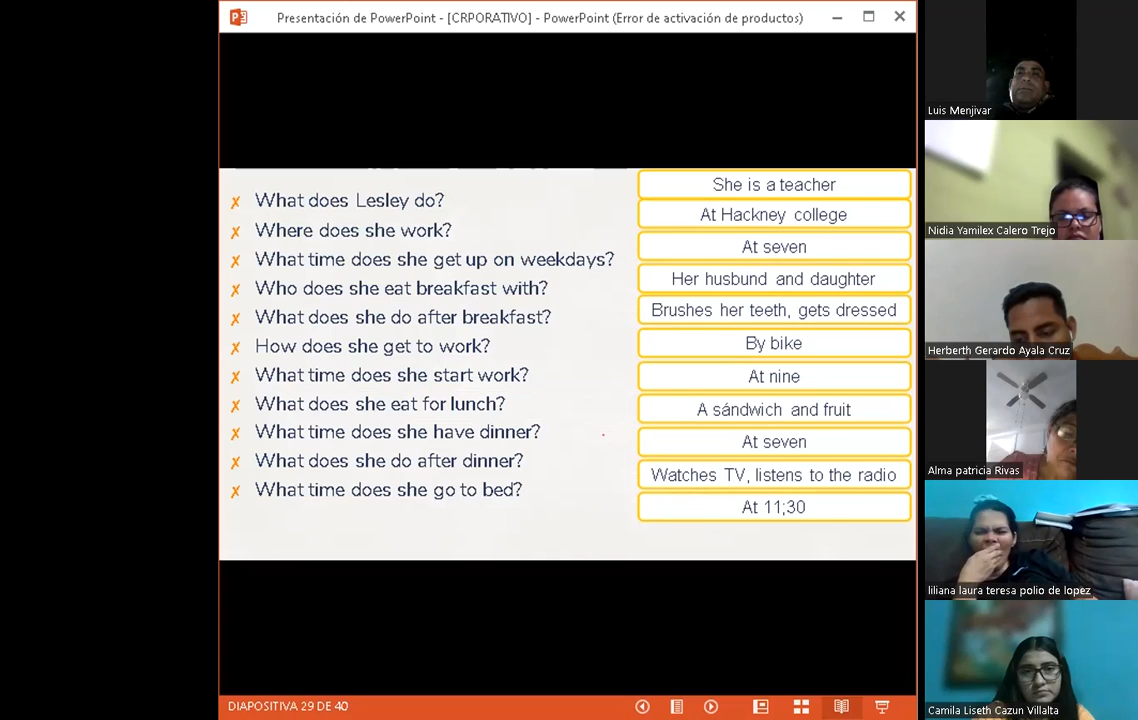 Presentación de PowerPoint - [CRPORATIVO] - PowerPoint (Error de activación de productos)
What does Lesley do?
She is a teacher
Where does she work?
At Hackney college
What time does she get up on weekdays?
At seven
Who does she eat breakfast with?
Her husbund and daughter
What does she do after breakfast?
Brushes her teeth, gets dressed
How does she get to work?
By bike
What time does she start work?
At nine
What does she eat for lunch?
A sándwich and fruit
What time does she have dinner?
At seven
What does she do after dinner?
Watches TV, listens to the radio
What time does she go to bed?
At 11;30
DIAPOSITIVA 29 DE 40
Luis Menjivar
Nidia Yamilex Calero Trejo
Herberth Gerardo Ayala Cruz
Alma patricia Rivas
liliana laura teresa polio de lopez
Camila Liseth Cazun Villalta